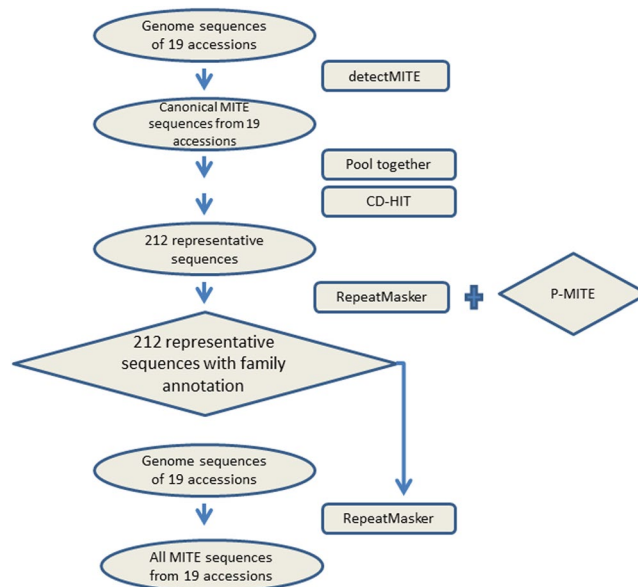 Genome sequences
of 19 accessions
detectMITE
Canonical MITE
sequences from 19
accessions
Pool together
CD-HIT
212 representative
sequences
RepeatMasker
P-MITE
212 representative
sequences with family
annotation
Genome sequences
of 19 accessions
RepeatMasker
All MITE sequences
from 19 accessions